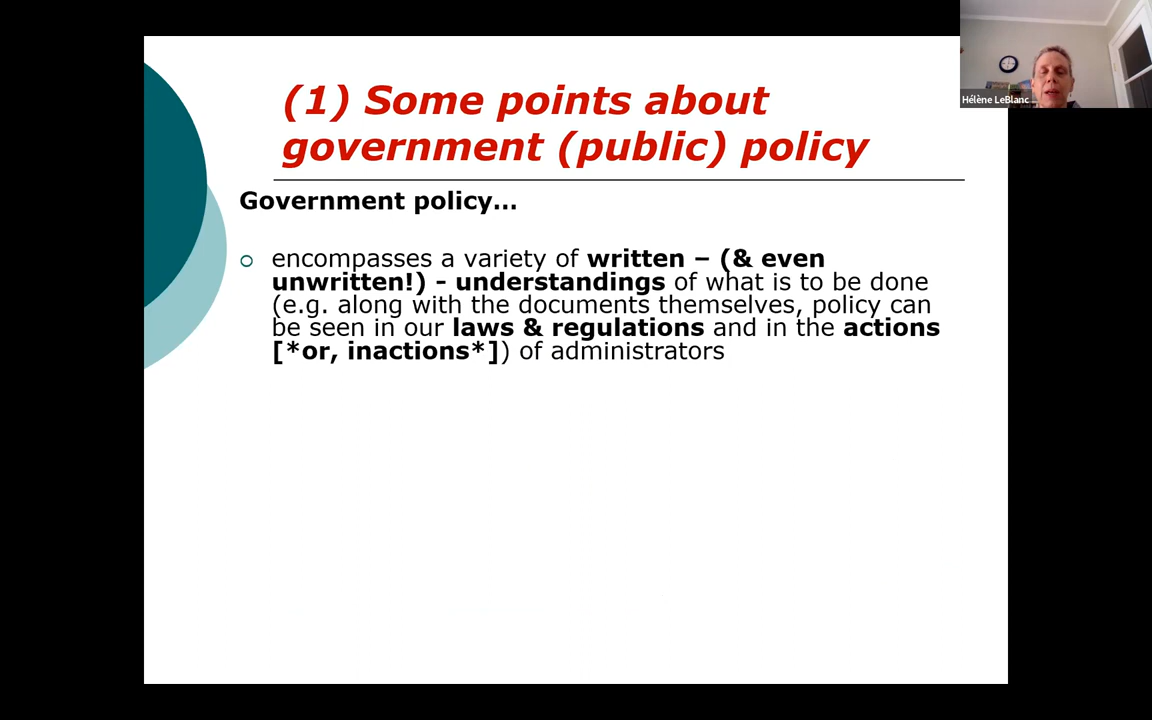 (1) Some points about
government (public) policy
Hélène LeBlanc ...
Government policy…
encompasses a variety of written – (& even
unwritten!) - understandings of what is to be done
(e.g. along with the documents themselves, policy can
be seen in our laws & regulations and in the actions
[*or, inactions*]) of administrators